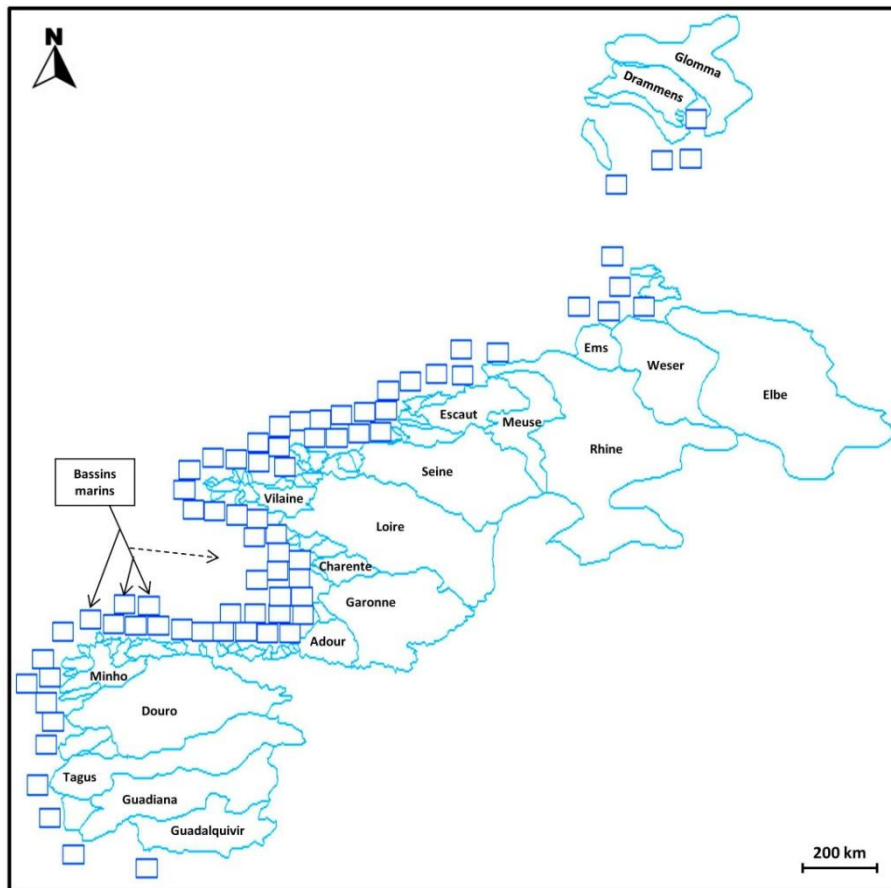 N
Glomma
Drammens
Ems
Weser
Elbe
Escaut
Meuse
Rhine
Seine
Bassins
marins
Vilaine
Loire
Charente
Garonne
Adour
Minho
Douro
Tagus
Guadiana
Guadalquivir
200 km